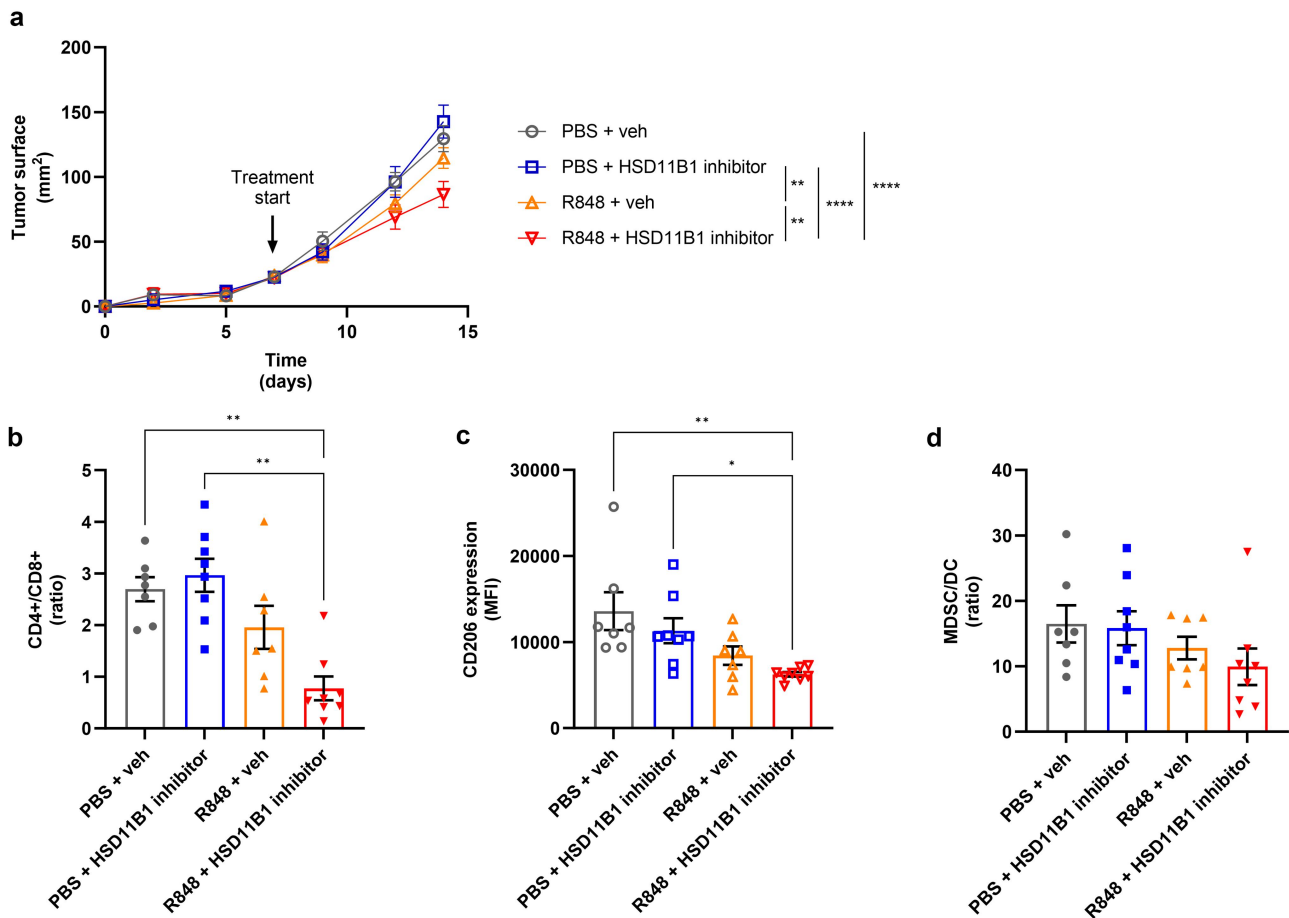 a
200
150
100
50
0
Tumor surface
(mm²)
Treatment
start
0 5 10 15
Time
(days)
PBS + veh
PBS + HSD11B1 inhibitor
R848 + veh
R848 + HSD11B1 inhibitor
**
**
****
****
b
**
**
5
4
3
2
1
0
CD4+/CD8+
(ratio)
PBS + veh
PBS + HSD11B1 inhibitor
R848 + veh
R848 + HSD11B1 inhibitor
c
**
*
30000
20000
10000
0
CD206 expression
(MFI)
PBS + veh
PBS + HSD11B1 inhibitor
R848 + veh
R848 + HSD11B1 inhibitor
d
40
30
20
10
0
MDSC/DC
(ratio)
PBS + veh
PBS + HSD11B1 inhibitor
R848 + veh
R848 + HSD11B1 inhibitor